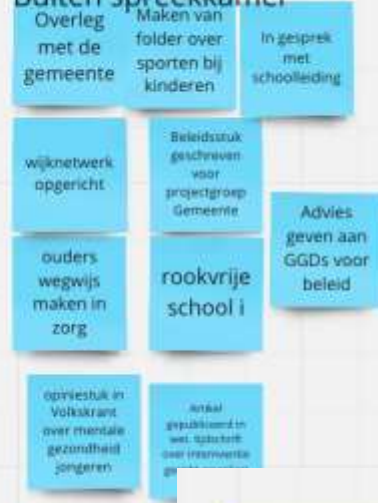 Buiten spreekkamer
Overleg
met de
gemeente
Maken van
folder over
sporten bij
kinderen
In gesprek
met
schoolleiding
wijknetwerk
opgericht
Beleidsstuk
geschreven
voor
projectgroep
Gemeente
Advies
geven aan
GGDs voor
beleid
ouders
wegwijs
maken in
zorg
rookvrije
school i
opiniestuk in
Volkskrant
over mentale
gezondheid
jongeren
Artikel
gepubliceerd in
wet. tijdschrift
over interventie